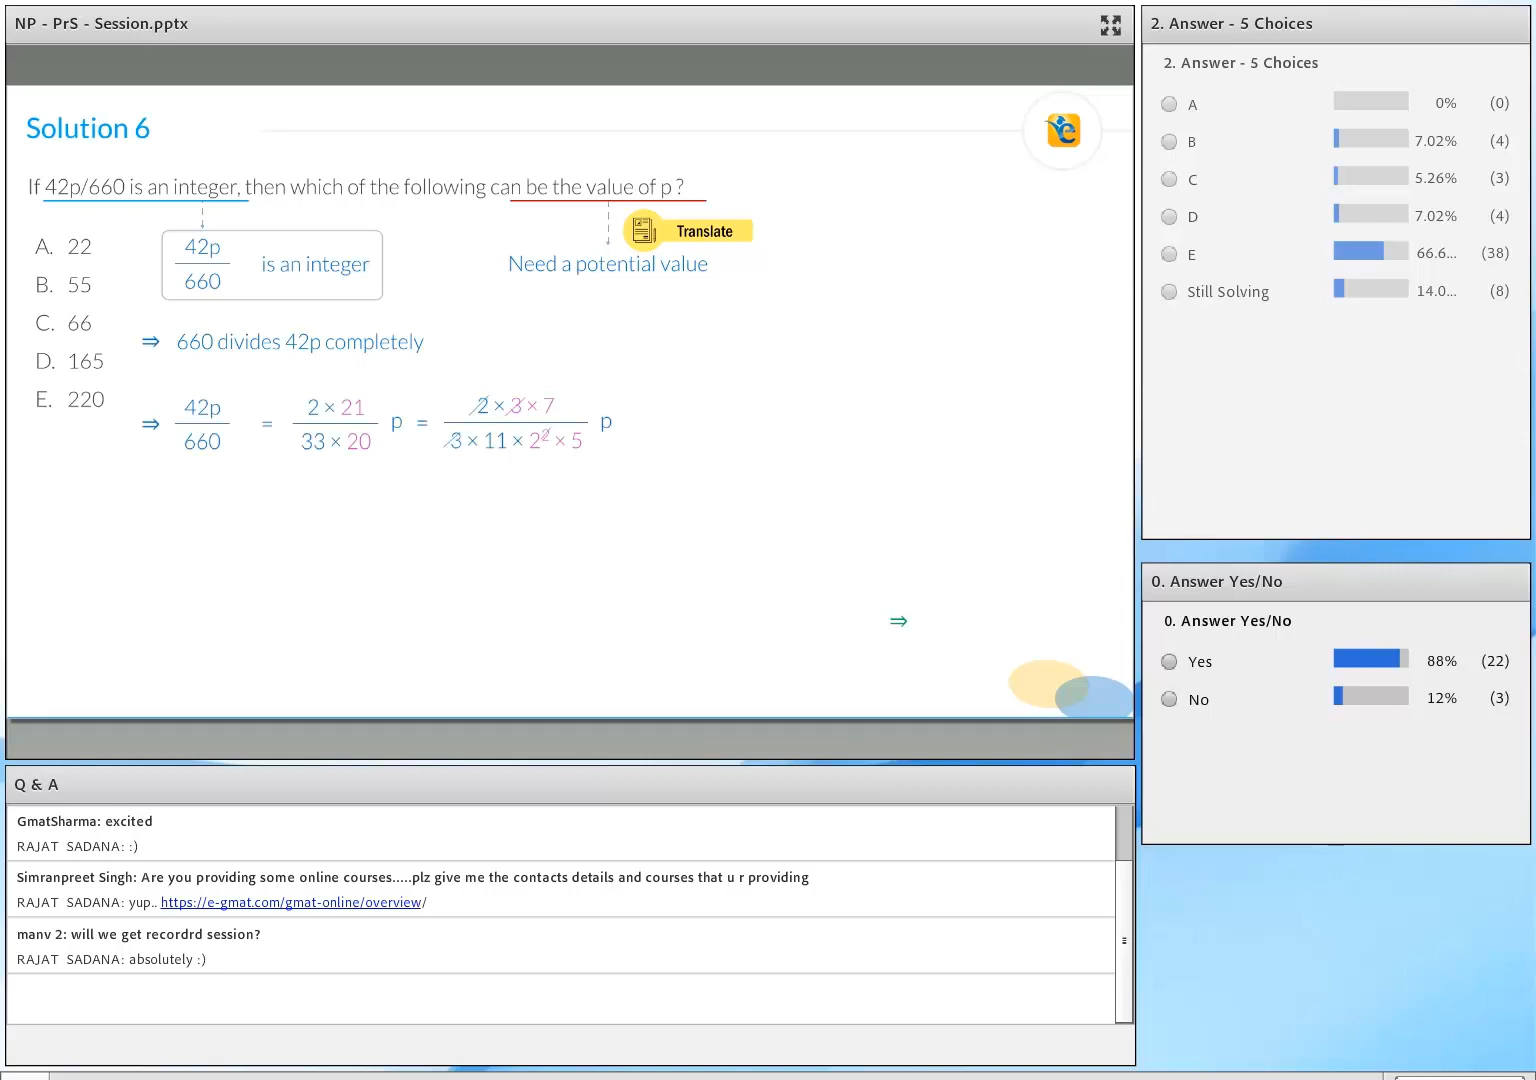 NP - PrS - Session.pptx
Solution 6
If 42p/660 is an integer, then which of the following can be the value of p ?
Translate
A. 22
B. 55
C. 66
D. 165
E. 220
42p
660
is an integer
Need a potential value
⇒ 660 divides 42p completely
⇒ 42p/660 = (2 × 21)/(33 × 20) p = (2 × 3 × 7)/(3 × 11 × 2² × 5) p
⇒
Q & A
GmatSharma: excited
RAJAT SADANA: :)
Simranpreet Singh: Are you providing some online courses.....plz give me the contacts details and courses that u r providing
RAJAT SADANA: yup.. https://e-gmat.com/gmat-online/overview/
manv 2: will we get recordrd session?
RAJAT SADANA: absolutely :)
2. Answer - 5 Choices
2. Answer - 5 Choices
A 0% (0)
B 7.02% (4)
C 5.26% (3)
D 7.02% (4)
E 66.6... (38)
Still Solving 14.0... (8)
0. Answer Yes/No
0. Answer Yes/No
Yes 88% (22)
No 12% (3)